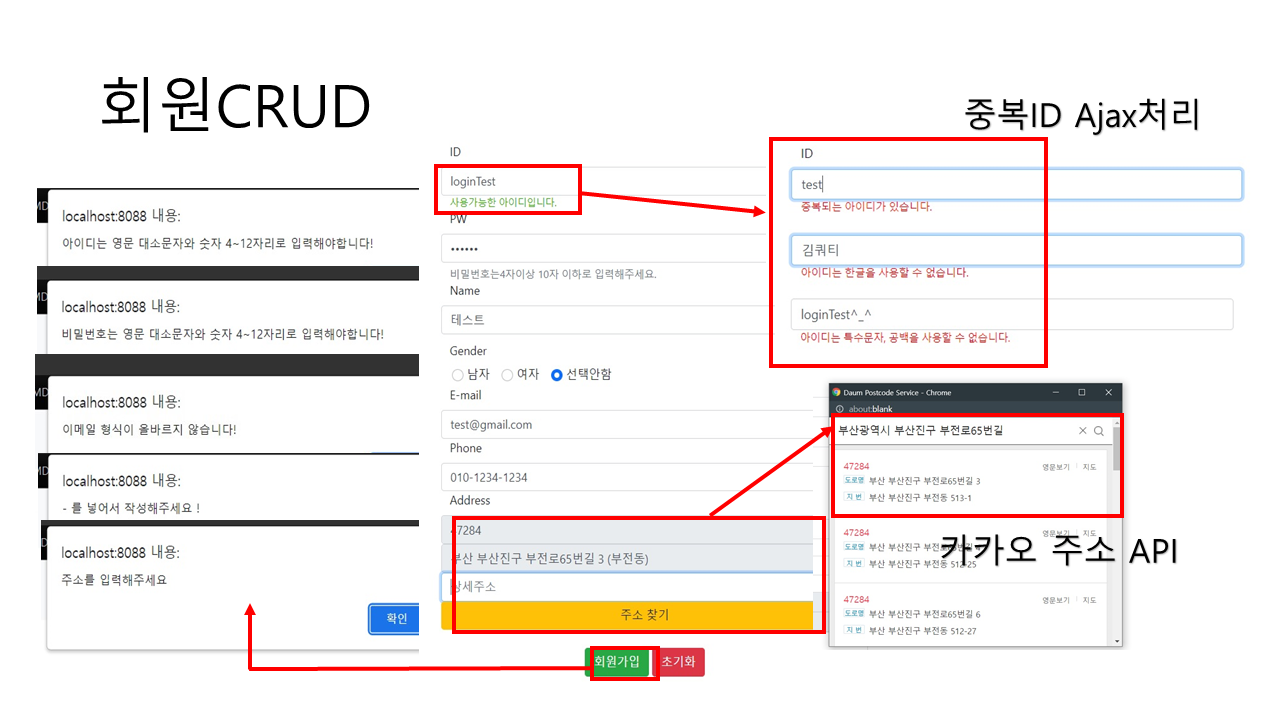 회원CRUD
중복ID Ajax처리
localhost:8088 내용:
아이디는 영문 대소문자와 숫자 4~12자리로 입력해야합니다!
localhost:8088 내용:
비밀번호는 영문 대소문자와 숫자 4~12자리로 입력해야합니다!
localhost:8088 내용:
이메일 형식이 올바르지 않습니다!
localhost:8088 내용:
- 를 넣어서 작성해주세요 !
localhost:8088 내용:
주소를 입력해주세요
확인
ID
loginTest
사용가능한 아이디입니다.
PW
••••••
비밀번호는4자이상 10자 이하로 입력해주세요.
Name
테스트
Gender
남자 여자 선택안함
E-mail
test@gmail.com
Phone
010-1234-1234
Address
47284
부산 부산진구 부전로65번길 3 (부전동)
상세주소
주소 찾기
회원가입 초기화
ID
test
중복되는 아이디가 있습니다.
김쿼티
아이디는 한글을 사용할 수 없습니다.
loginTest^_^
아이디는 특수문자, 공백을 사용할 수 없습니다.
Daum Postcode Service - Chrome
about:blank
부산광역시 부산진구 부전로65번길
47284 영문보기 지도
도로명 부산 부산진구 부전로65번길 3
지 번 부산 부산진구 부전동 513-1
47284 영문보기 지도
도로명 부산 부산진구 부전로65번길
지 번 부산 부산진구 부전동 512-25
카카오 주소 API
47284 영문보기 지도
도로명 부산 부산진구 부전로65번길 6
지 번 부산 부산진구 부전동 512-27